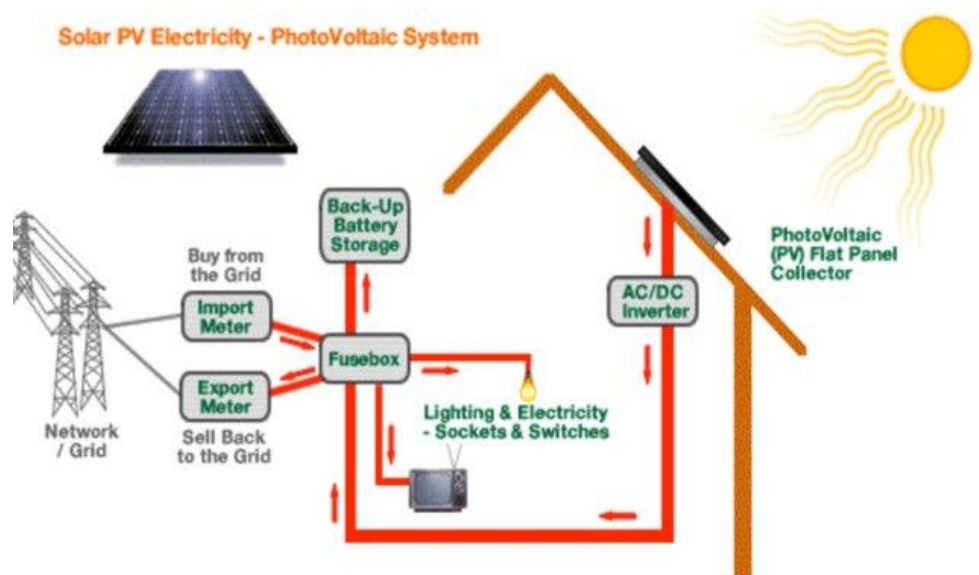 Solar PV Electricity - PhotoVoltaic System
Back-Up
Battery
Storage
Buy from
the Grid
Import
Meter
Fusebox
Export
Meter
Sell Back
to the Grid
Network
/ Grid
Lighting & Electricity
- Sockets & Switches
AC/DC
Inverter
PhotoVoltaic
(PV) Flat Panel
Collector